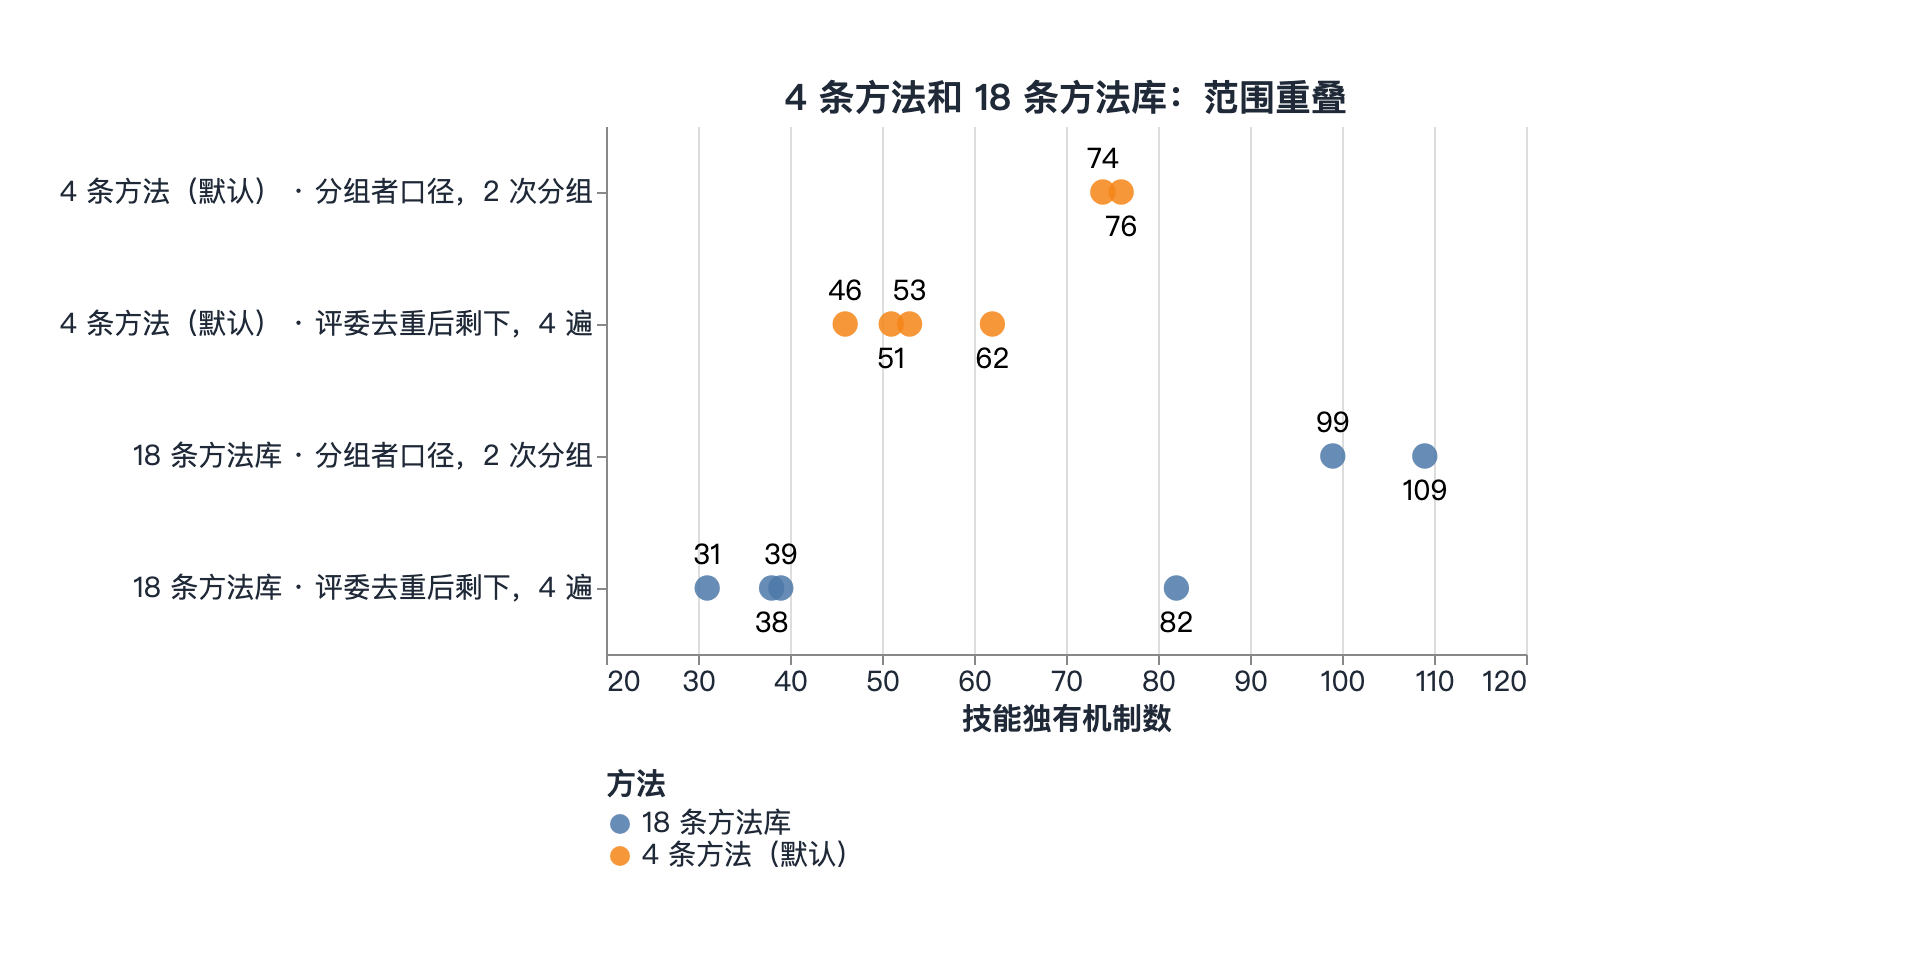 4 条方法和 18 条方法库：范围重叠
4 条方法（默认） · 分组者口径，2 次分组
74
76
4 条方法（默认） · 评委去重后剩下，4 遍
46 53
51 62
18 条方法库 · 分组者口径，2 次分组
99
109
18 条方法库 · 评委去重后剩下，4 遍
31 39
38 82
20 30 40 50 60 70 80 90 100 110 120
技能独有机制数
方法
18 条方法库
4 条方法（默认）